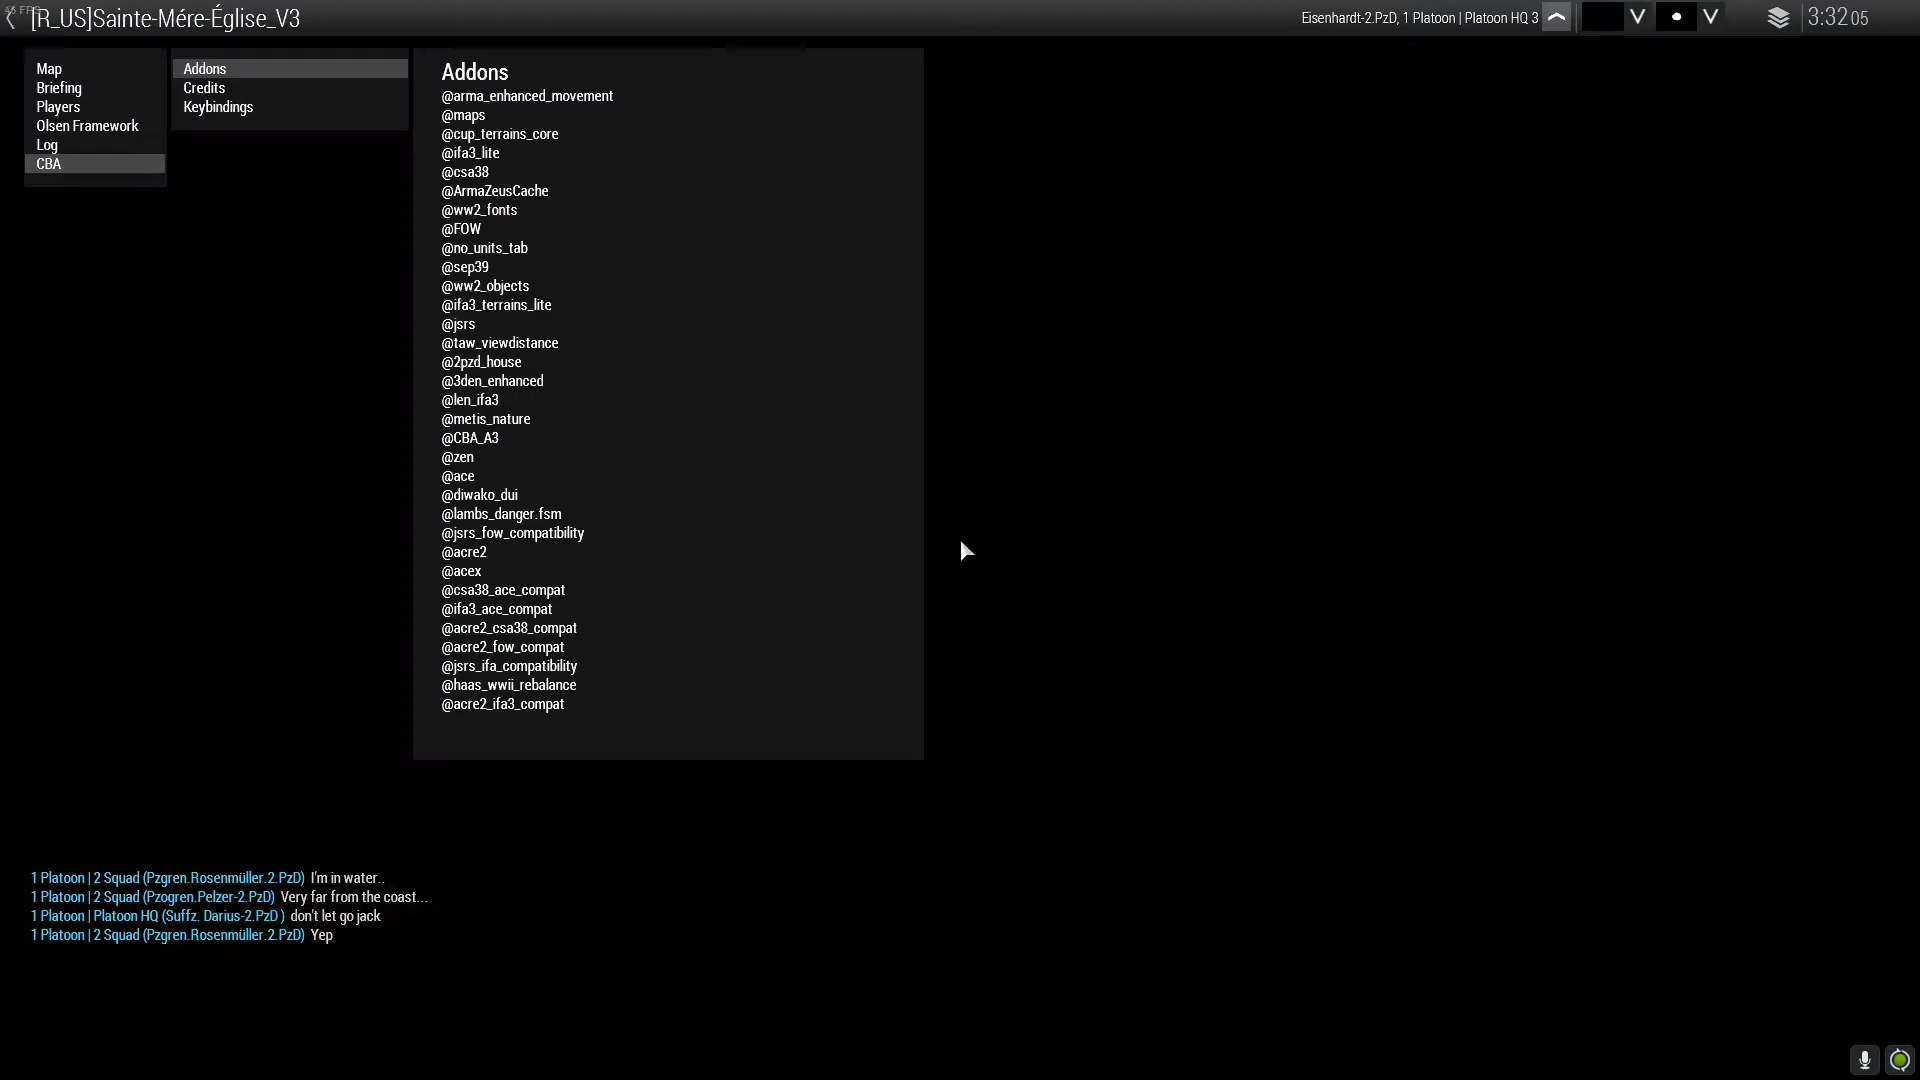 45 FPS
[R_US]Sainte-Mére-Église_V3
Eisenhardt-2.PzD, 1 Platoon | Platoon HQ 3
3:32 05
Map
Briefing
Players
Olsen Framework
Log
CBA
Addons
Credits
Keybindings
Addons
@arma_enhanced_movement
@maps
@cup_terrains_core
@ifa3_lite
@csa38
@ArmaZeusCache
@ww2_fonts
@FOW
@no_units_tab
@sep39
@ww2_objects
@ifa3_terrains_lite
@jsrs
@taw_viewdistance
@2pzd_house
@3den_enhanced
@len_ifa3
@metis_nature
@CBA_A3
@zen
@ace
@diwako_dui
@lambs_danger.fsm
@jsrs_fow_compatibility
@acre2
@acex
@csa38_ace_compat
@ifa3_ace_compat
@acre2_csa38_compat
@acre2_fow_compat
@jsrs_ifa_compatibility
@haas_wwii_rebalance
@acre2_ifa3_compat
1 Platoon | 2 Squad (Pzgren.Rosenmüller.2.PzD) I'm in water..
1 Platoon | 2 Squad (Pzogren.Pelzer-2.PzD) Very far from the coast...
1 Platoon | Platoon HQ (Suffz. Darius-2.PzD ) don't let go jack
1 Platoon | 2 Squad (Pzgren.Rosenmüller.2.PzD) Yep